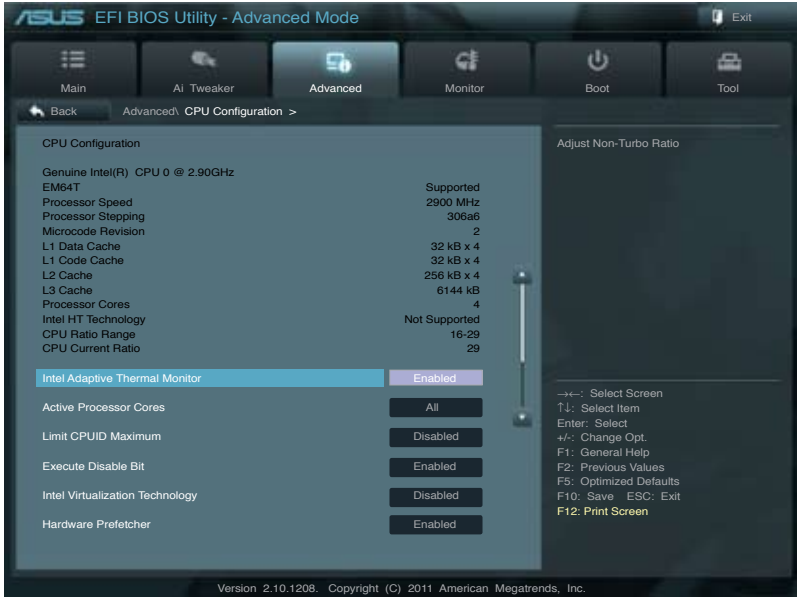 ASUS EFI BIOS Utility - Advanced Mode
Exit
Main
Ai Tweaker
Advanced
Monitor
Boot
Tool
Back
Advanced\ CPU Configuration >
CPU Configuration
Adjust Non-Turbo Ratio
Genuine Intel(R) CPU 0 @ 2.90GHz
EM64T Supported
Processor Speed 2900 MHz
Processor Stepping 306a6
Microcode Revision 2
L1 Data Cache 32 kB x 4
L1 Code Cache 32 kB x 4
L2 Cache 256 kB x 4
L3 Cache 6144 kB
Processor Cores 4
Intel HT Technology Not Supported
CPU Ratio Range 16-29
CPU Current Ratio 29
Intel Adaptive Thermal Monitor Enabled
Active Processor Cores All
Limit CPUID Maximum Disabled
Execute Disable Bit Enabled
Intel Virtualization Technology Disabled
Hardware Prefetcher Enabled
→←: Select Screen
↑↓: Select Item
Enter: Select
+/-: Change Opt.
F1: General Help
F2: Previous Values
F5: Optimized Defaults
F10: Save ESC: Exit
F12: Print Screen
Version 2.10.1208. Copyright (C) 2011 American Megatrends, Inc.